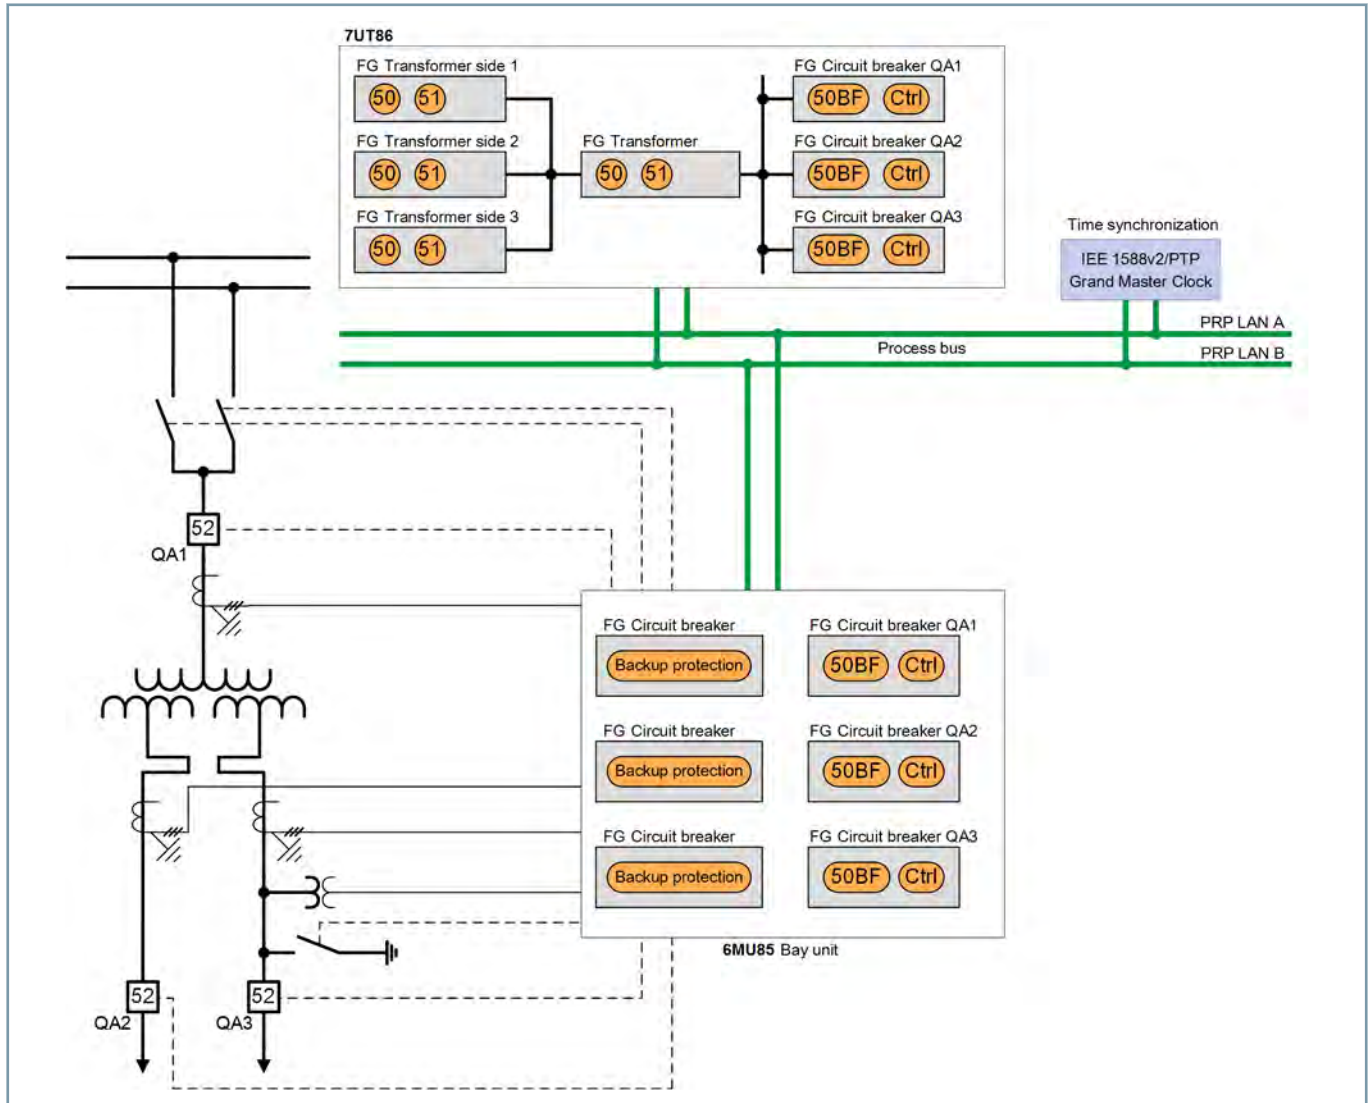 7UT86
FG Transformer side 1
50 51
FG Transformer side 2
50 51
FG Transformer side 3
50 51
FG Transformer
50 51
FG Circuit breaker QA1
50BF Ctrl
FG Circuit breaker QA2
50BF Ctrl
FG Circuit breaker QA3
50BF Ctrl
Time synchronization
IEE 1588v2/PTP
Grand Master Clock
PRP LAN A
Process bus
PRP LAN B
52
QA1
FG Circuit breaker
Backup protection
FG Circuit breaker QA1
50BF Ctrl
FG Circuit breaker
Backup protection
FG Circuit breaker QA2
50BF Ctrl
FG Circuit breaker
Backup protection
FG Circuit breaker QA3
50BF Ctrl
6MU85 Bay unit
52
QA2
52
QA3